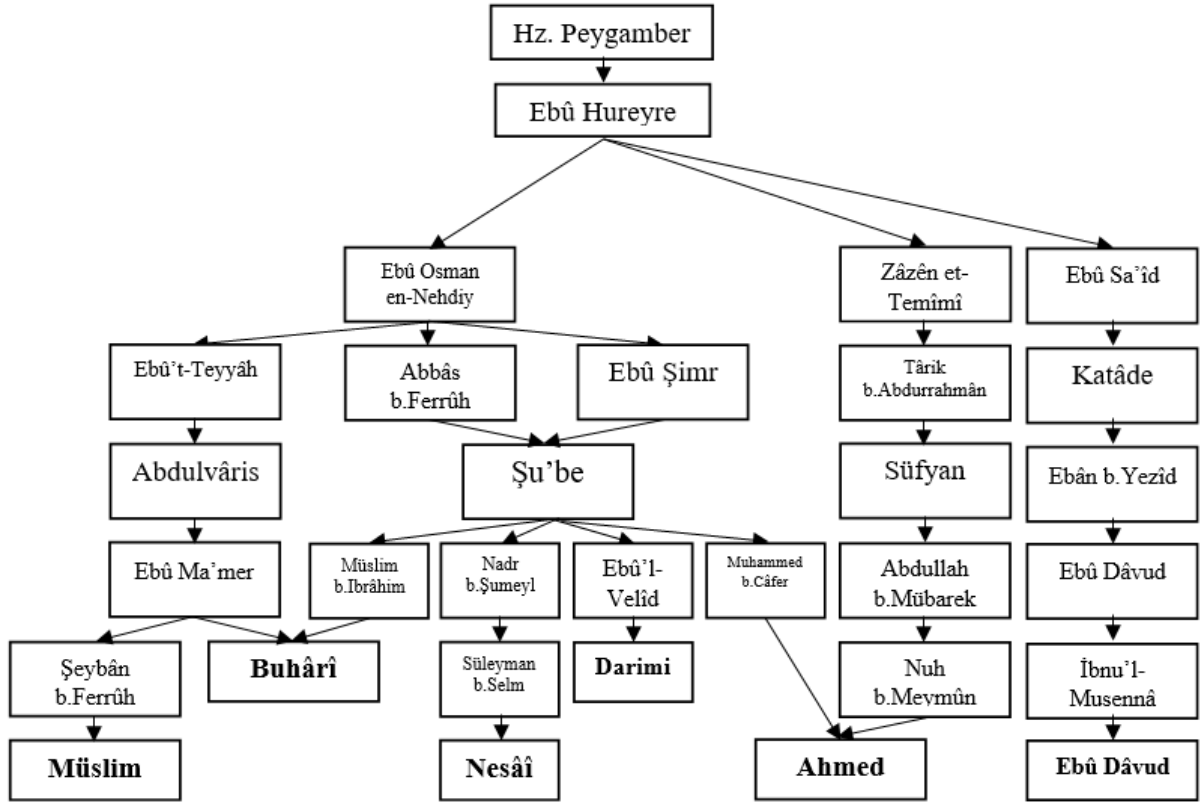 Hz. Peygamber
Ebû Hureyre
Ebû Osman
en-Nehdiy
Zâzên et-
Temîmî
Ebû Sa’îd
Ebû’t-Teyyâh
Abbâs
b.Ferrûh
Ebû Şimr
Târik
b.Abdurrahmân
Katâde
Abdulvâris
Şu’be
Süfyan
Ebân b.Yezîd
Ebû Ma’mer
Müslim
b.Ibrâhim
Nadr
b.Şumeyl
Ebû’l-
Velîd
Muhammed
b.Câfer
Abdullah
b.Mübarek
Ebû Dâvud
Şeybân
b.Ferrûh
Buhârî
Süleyman
b.Selm
Darimi
Nuh
b.Meymûn
İbnu’l-
Musennâ
Müslim
Nesâî
Ahmed
Ebû Dâvud